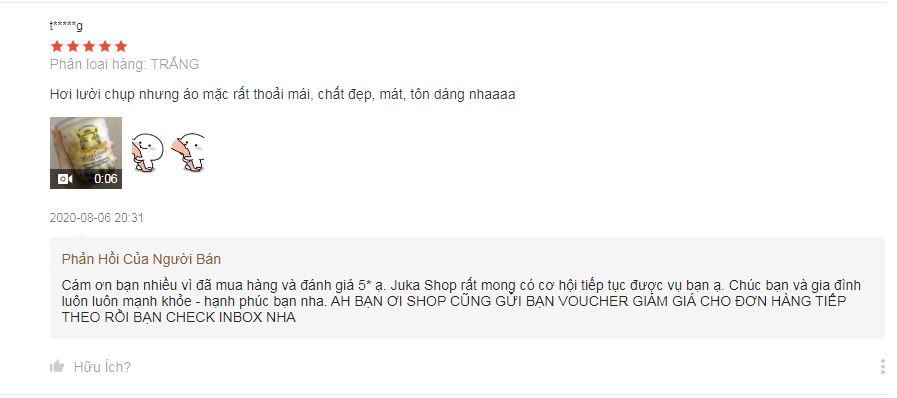 t*****g
Phân loại hàng: TRẮNG
Hơi lười chụp nhưng áo mặc rất thoải mái, chất đẹp, mát, tôn dáng nhaaaa
0:06
2020-08-06 20:31
Phản Hồi Của Người Bán
Cám ơn bạn nhiều vì đã mua hàng và đánh giá 5* ạ. Juka Shop rất mong có cơ hội tiếp tục được vụ bạn ạ. Chúc bạn và gia đình
luôn luôn mạnh khỏe - hạnh phúc bạn nha. AH BẠN ƠI SHOP CŨNG GỬI BẠN VOUCHER GIẢM GIÁ CHO ĐƠN HÀNG TIẾP
THEO RỒI BẠN CHECK INBOX NHA
Hữu Ích?